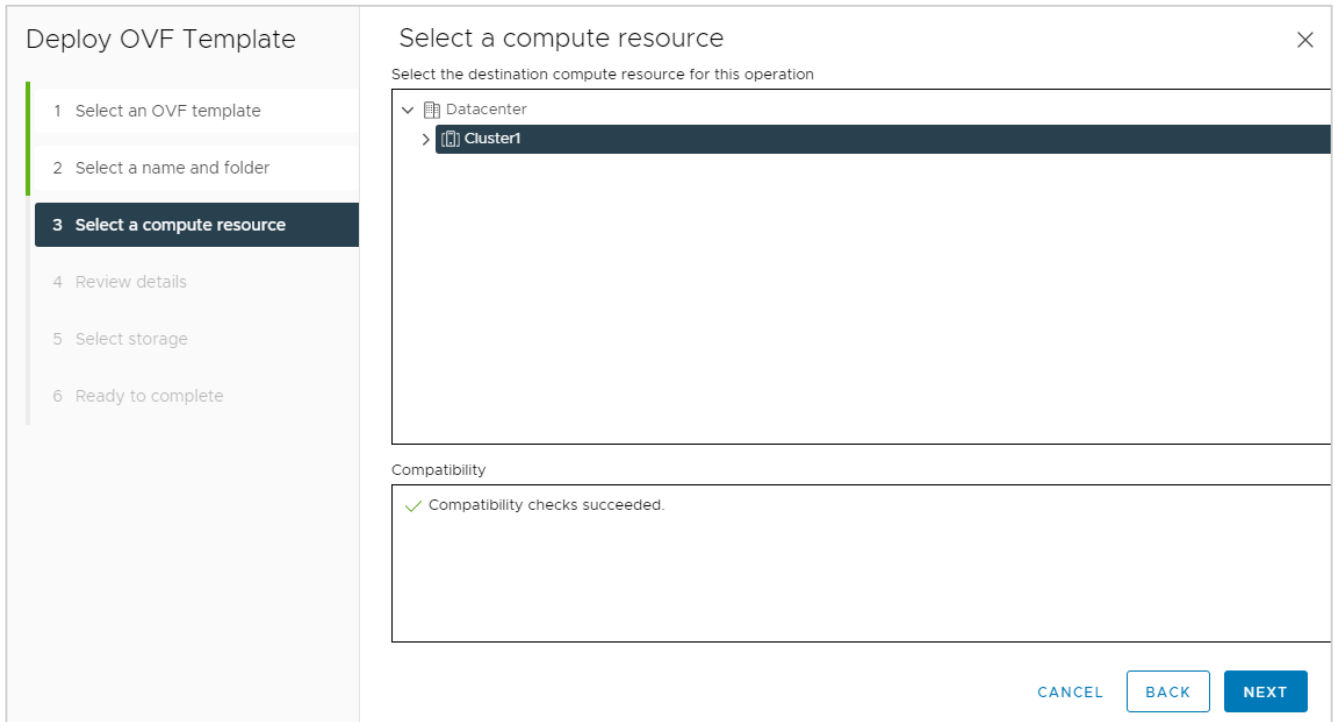 Deploy OVF Template
1 Select an OVF template
2 Select a name and folder
3 Select a compute resource
4 Review details
5 Select storage
6 Ready to complete
Select a compute resource
Select the destination compute resource for this operation
Datacenter
Cluster1
Compatibility
Compatibility checks succeeded.
CANCEL
BACK
NEXT